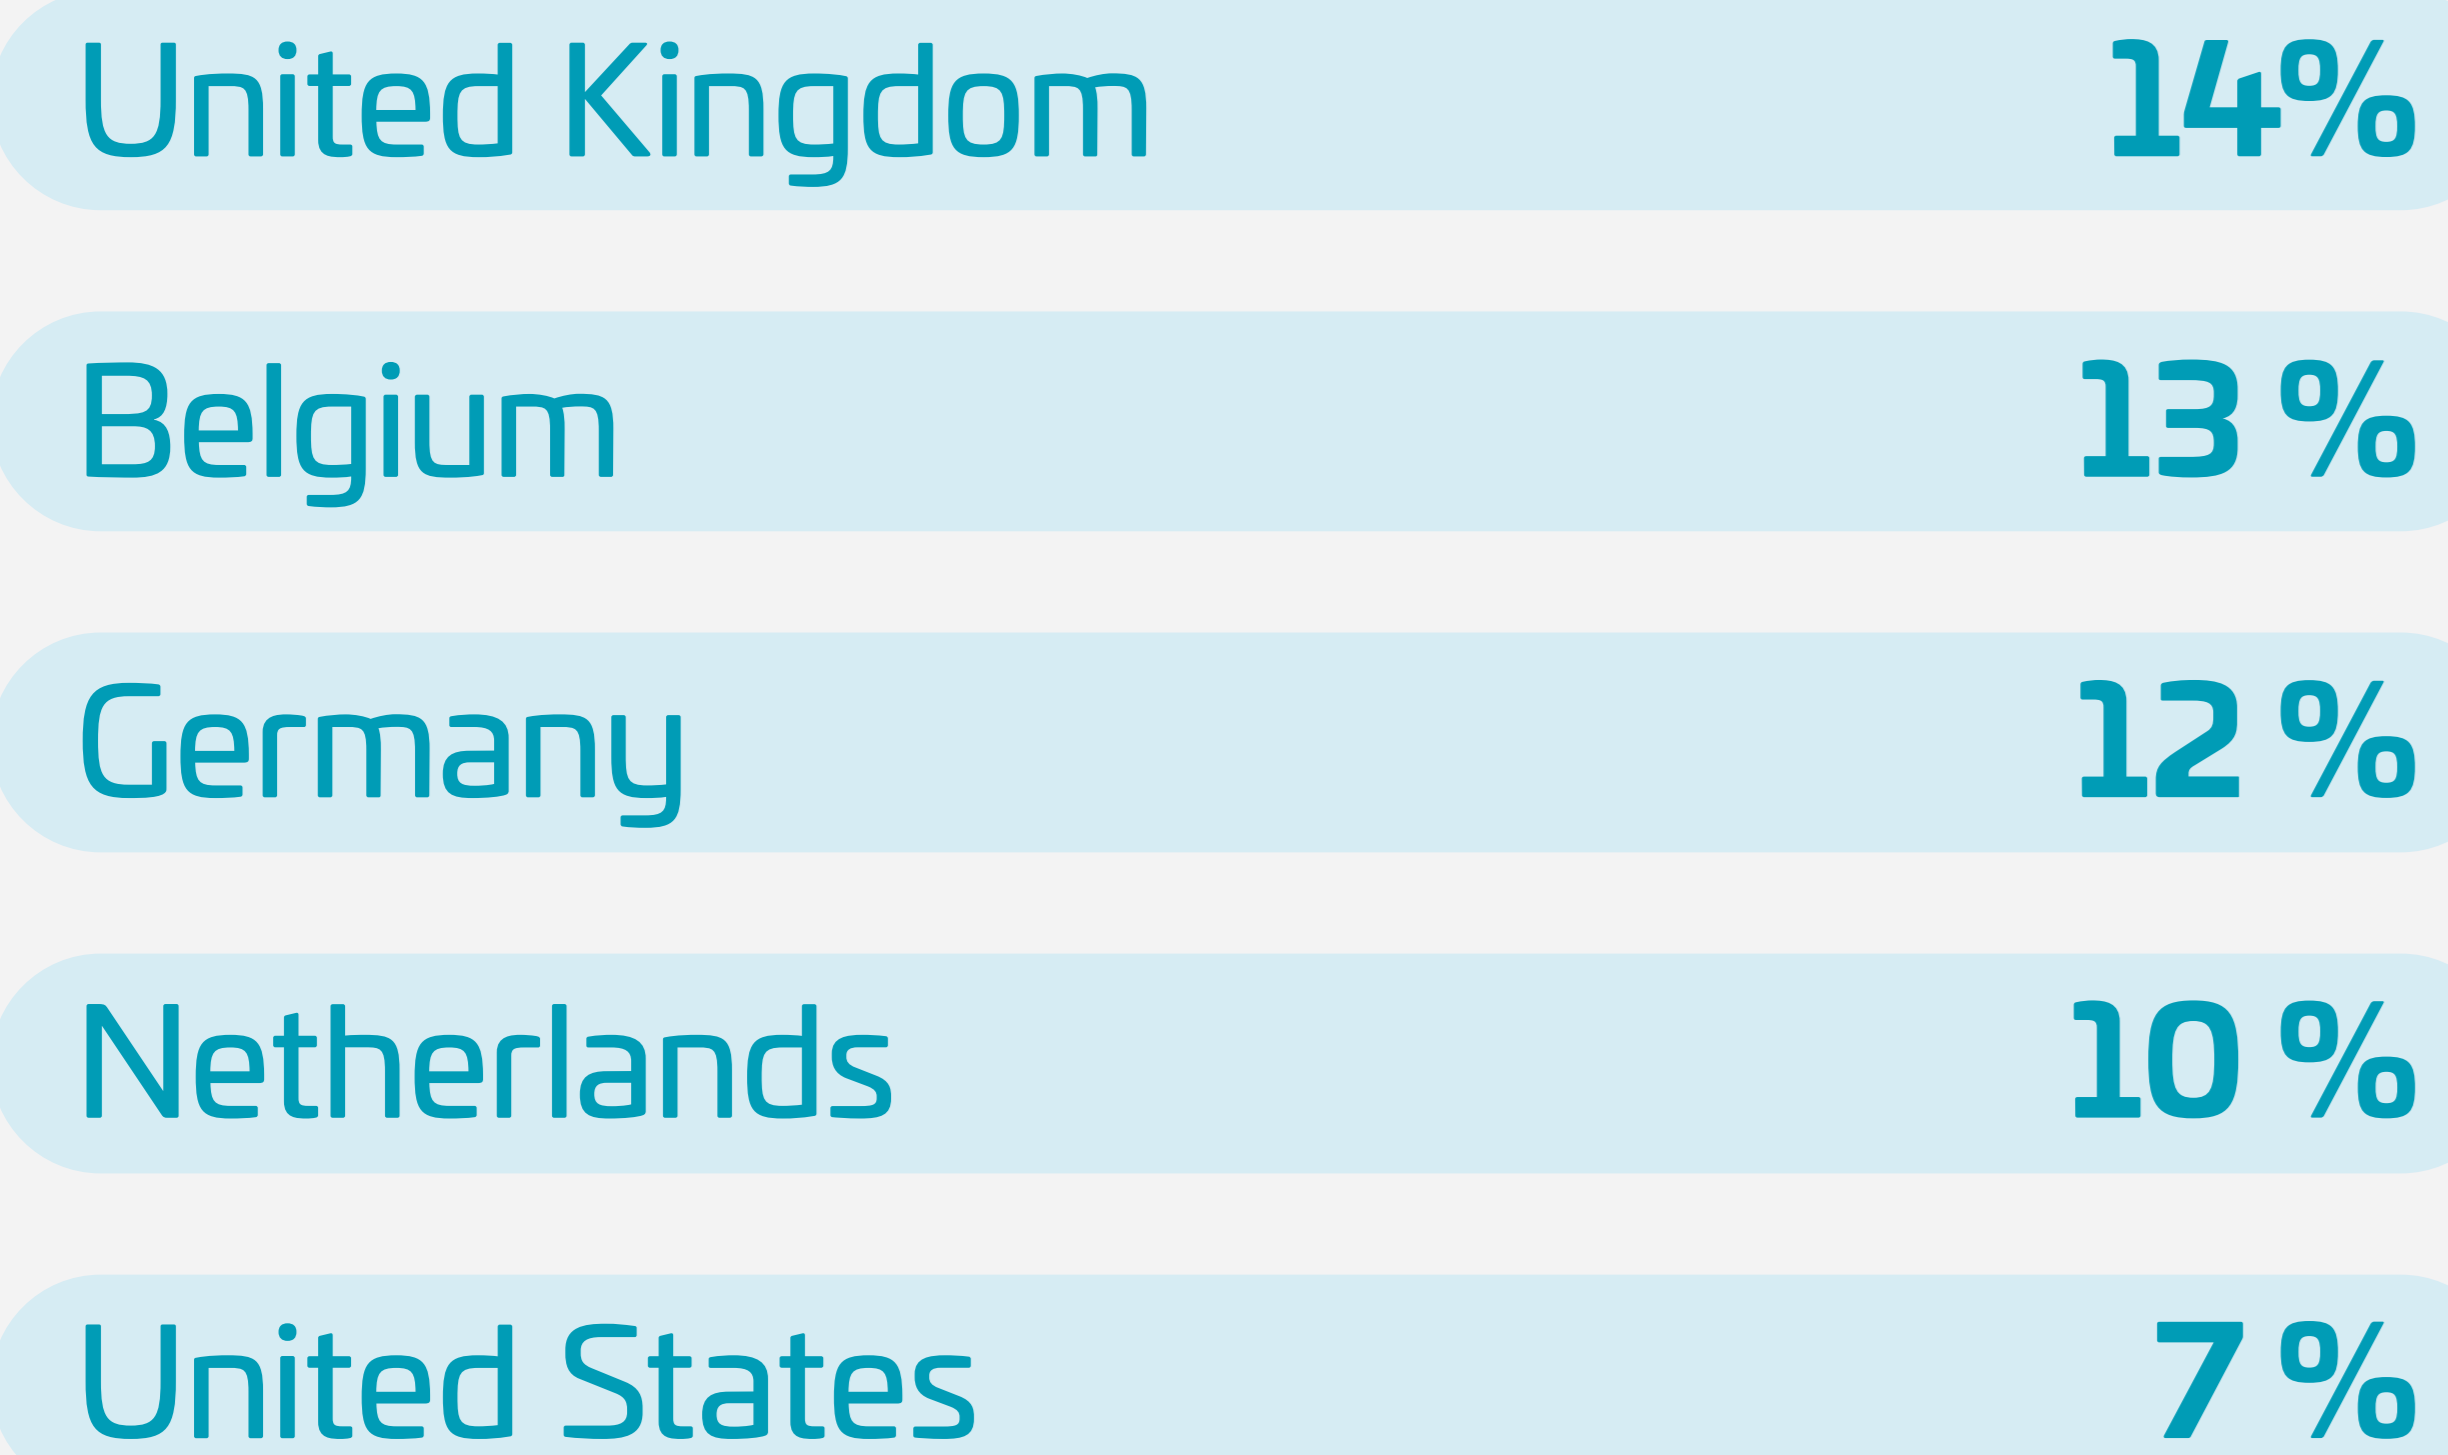 United Kingdom 14%
Belgium 13 %
Germany 12 %
Netherlands 10 %
United States 7 %